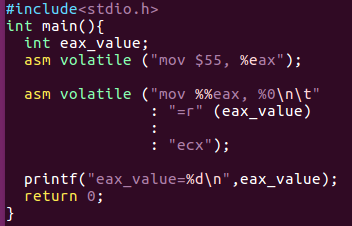 #include<stdio.h>
int main(){
  int eax_value;
  asm volatile ("mov $55, %eax");

  asm volatile ("mov %%eax, %0\n\t"
                : "=r" (eax_value)
                :
                : "ecx");

  printf("eax_value=%d\n",eax_value);
  return 0;
}